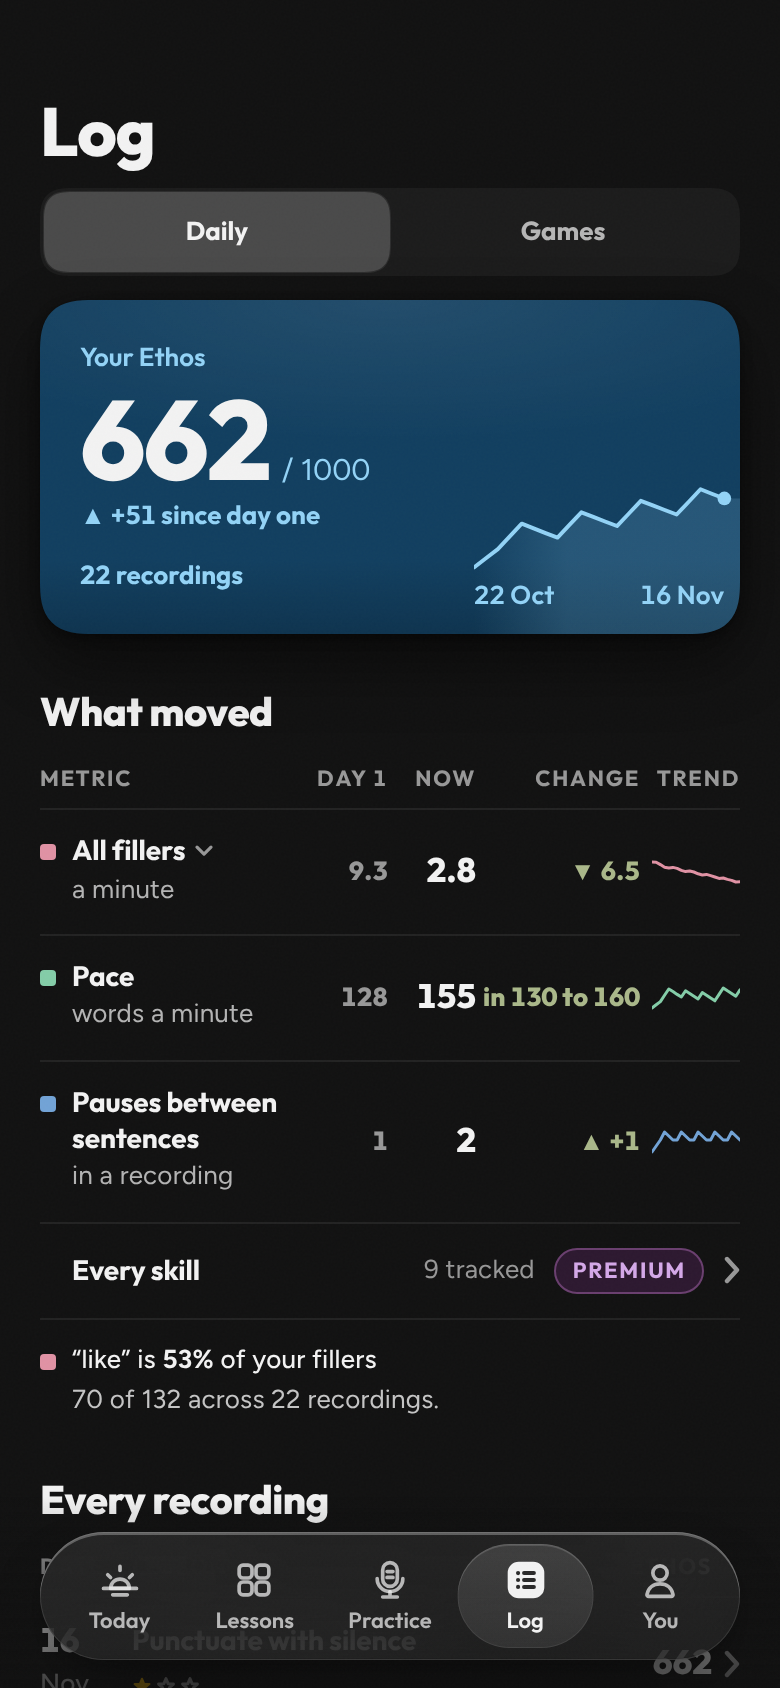 Log
Daily
Games
Your Ethos
662 / 1000
▲ +51 since day one
22 recordings
22 Oct
16 Nov
What moved
METRIC DAY 1 NOW CHANGE TREND
All fillers
a minute
9.3 2.8 ▼ 6.5
Pace
words a minute
128 155 in 130 to 160
Pauses between
sentences
in a recording
1 2 ▲ +1
Every skill 9 tracked PREMIUM
“like” is 53% of your fillers
70 of 132 across 22 recordings.
Every recording
16 Punctuate with silence
Nov
662
Today
Lessons
Practice
Log
You